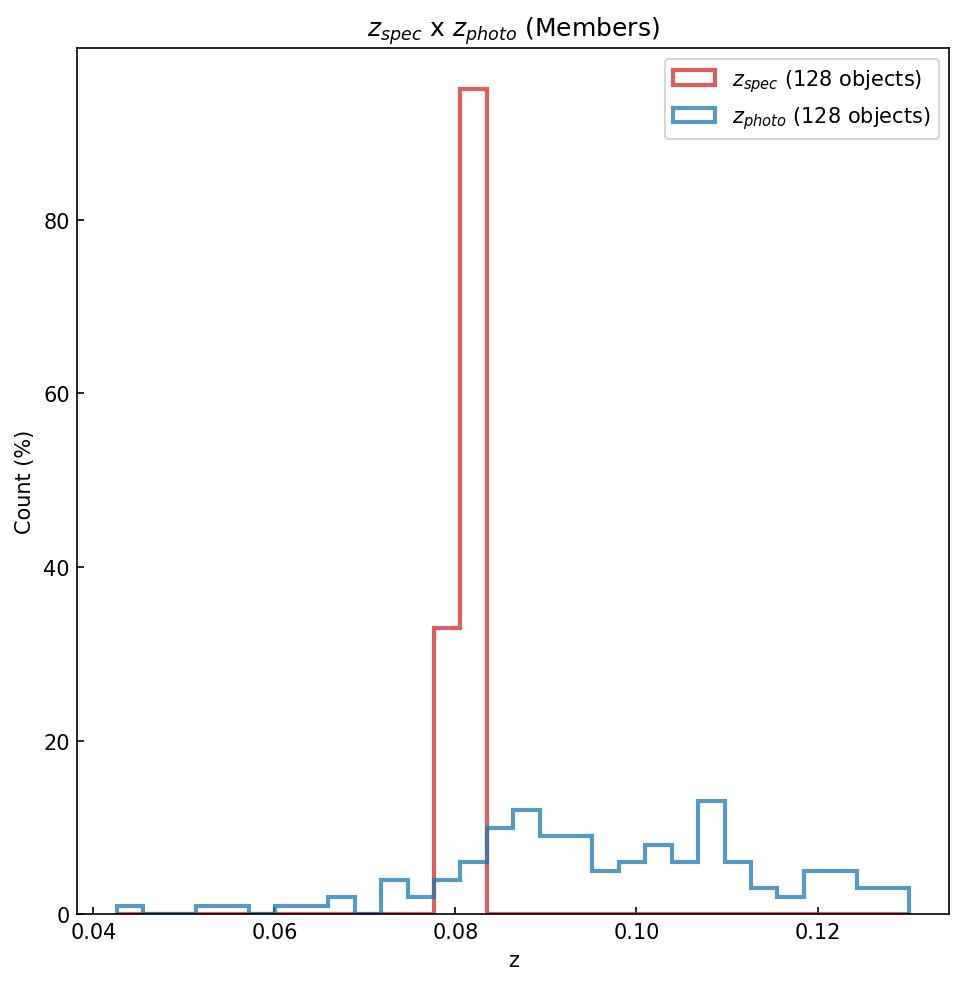 z_spec x z_photo (Members)
z_spec (128 objects)
z_photo (128 objects)
Count (%)
80
60
40
20
0
0.04 0.06 0.08 0.10 0.12
z